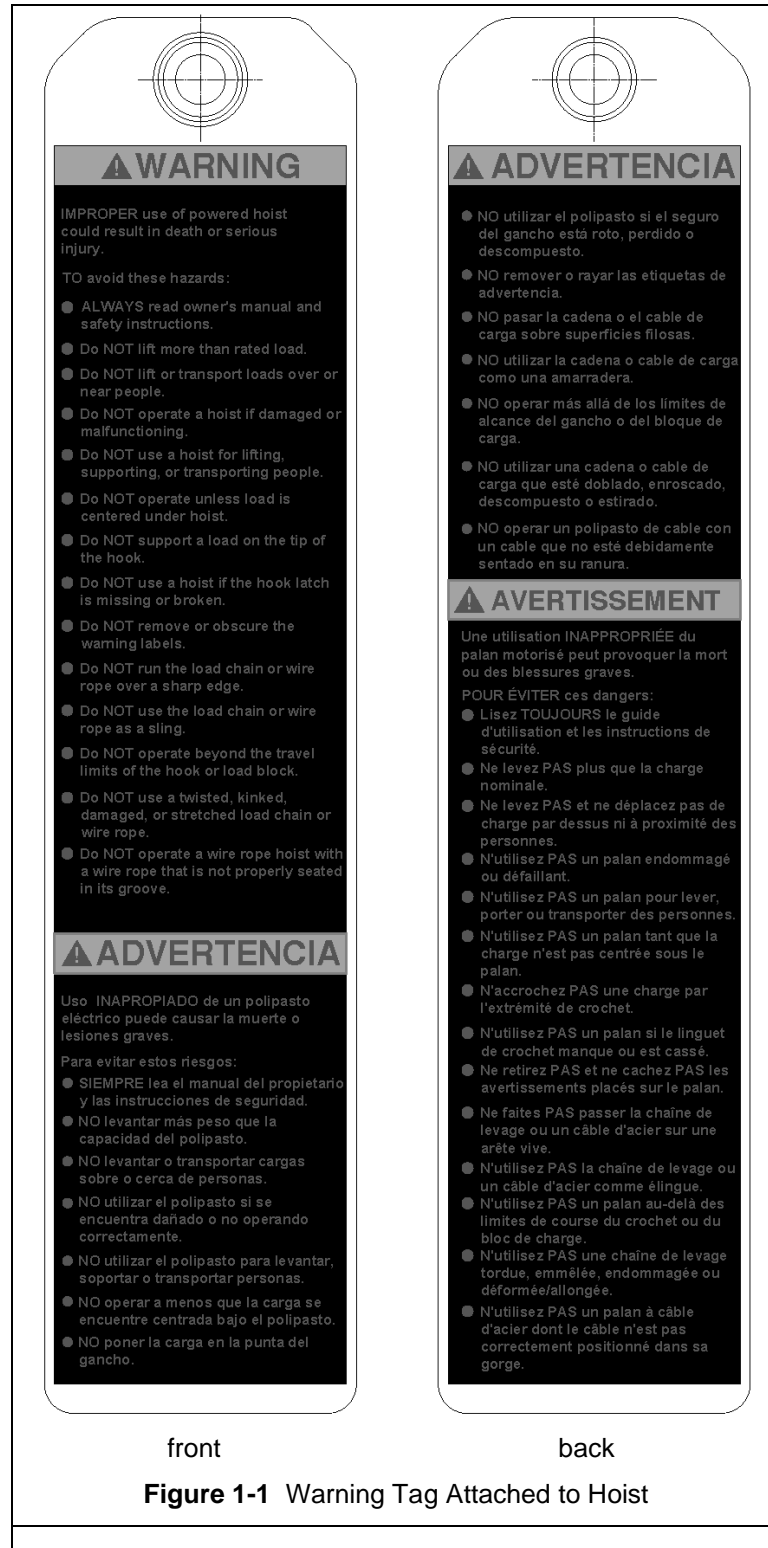 WARNING
IMPROPER use of powered hoist
could result in death or serious
injury.
TO avoid these hazards:
● ALWAYS read owner's manual and
safety instructions.
● Do NOT lift more than rated load.
● Do NOT lift or transport loads over or
near people.
● Do NOT operate a hoist if damaged or
malfunctioning.
● Do NOT use a hoist for lifting,
supporting, or transporting people.
● Do NOT operate unless load is
centered under hoist.
● Do NOT support a load on the tip of
the hook.
● Do NOT use a hoist if the hook latch
is missing or broken.
● Do NOT remove or obscure the
warning labels.
● Do NOT run the load chain or wire
rope over a sharp edge.
● Do NOT use the load chain or wire
rope as a sling.
● Do NOT operate beyond the travel
limits of the hook or load block.
● Do NOT use a twisted, kinked,
damaged, or stretched load chain or
wire rope.
● Do NOT operate a wire rope hoist with
a wire rope that is not properly seated
in its groove.
ADVERTENCIA
Uso INAPROPIADO de un polipasto
eléctrico puede causar la muerte o
lesiones graves.
Para evitar estos riesgos:
● SIEMPRE lea el manual del propietario
y las instrucciones de seguridad.
● NO levantar más peso que la
capacidad del polipasto.
● NO levantar o transportar cargas
sobre o cerca de personas.
● NO utilizar el polipasto si se
encuentra dañado o no operando
correctamente.
● NO utilizar el polipasto para levantar,
soportar o transportar personas.
● NO operar a menos que la carga se
encuentre centrada bajo el polipasto.
● NO poner la carga en la punta del
gancho.
front
ADVERTENCIA
● NO utilizar el polipasto si el seguro
del gancho está roto, perdido o
descompuesto.
● NO remover o rayar las etiquetas de
advertencia.
● NO pasar la cadena o el cable de
carga sobre superficies filosas.
● NO utilizar la cadena o cable de carga
como una amarradera.
● NO operar más allá de los límites de
alcance del gancho o del bloque de
carga.
● NO utilizar una cadena o cable de
carga que esté doblado, enroscado,
descompuesto o estirado.
● NO operar un polipasto de cable con
un cable que no esté debidamente
sentado en su ranura.
AVERTISSEMENT
Une utilisation INAPPROPRIÉE du
palan motorisé peut provoquer la mort
ou des blessures graves.
POUR ÉVITER ces dangers:
● Lisez TOUJOURS le guide
d'utilisation et les instructions de
sécurité.
● Ne levez PAS plus que la charge
nominale.
● Ne levez PAS et ne déplacez pas de
charge par dessus ni à proximité des
personnes.
● N'utilisez PAS un palan endommagé
ou défaillant.
● N'utilisez PAS un palan pour lever,
porter ou transporter des personnes.
● N'utilisez PAS un palan tant que la
charge n'est pas centrée sous le
palan.
● N'accrochez PAS une charge par
l'extrémité de crochet.
● N'utilisez PAS un palan si le linguet
de crochet manque ou est cassé.
● Ne retirez PAS et ne cachez PAS les
avertissements placés sur le palan.
● Ne faites PAS passer la chaîne de
levage ou un câble d'acier sur une
arête vive.
● N'utilisez PAS la chaîne de levage ou
un câble d'acier comme élingue.
● N'utilisez PAS un palan au-delà des
limites de course du crochet ou du
bloc de charge.
● N'utilisez PAS une chaîne de levage
tordue, emmêlée, endommagée ou
déformée/allongée.
● N'utilisez PAS un palan à câble
d'acier dont le câble n'est pas
correctement positionné dans sa
gorge.
back
Figure 1-1 Warning Tag Attached to Hoist